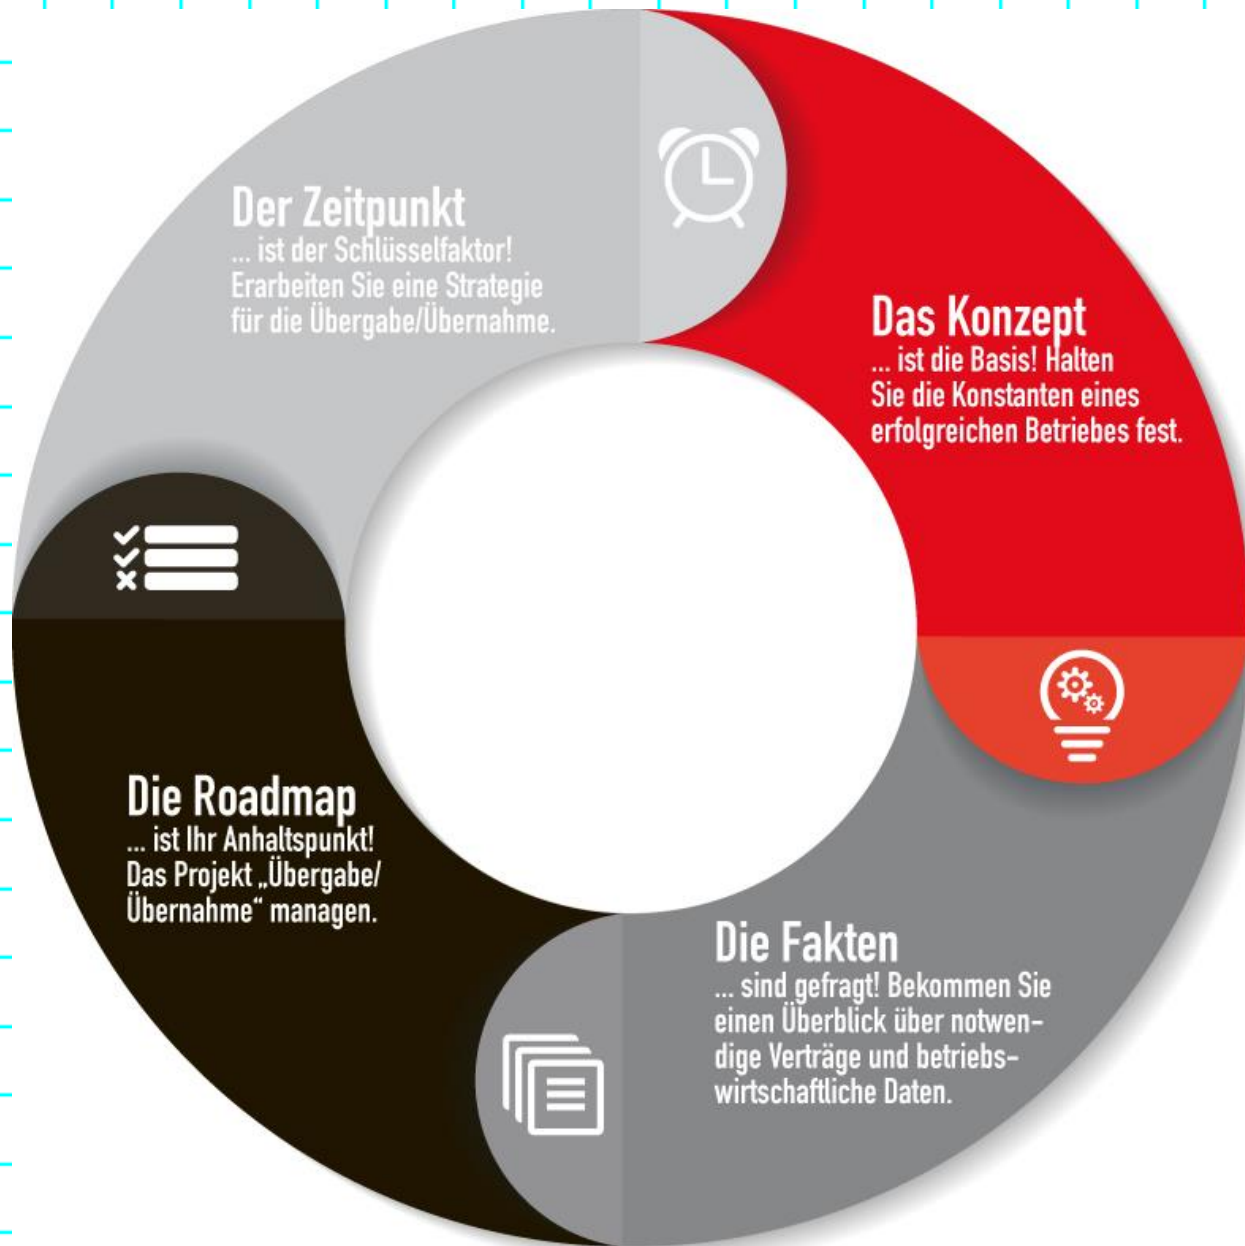 Der Zeitpunkt
... ist der Schlüsselfaktor!
Erarbeiten Sie eine Strategie
für die Übergabe/Übernahme.
Das Konzept
... ist die Basis! Halten
Sie die Konstanten eines
erfolgreichen Betriebes fest.
Die Fakten
... sind gefragt! Bekommen Sie
einen Überblick über notwen-
dige Verträge und betriebs-
wirtschaftliche Daten.
Die Roadmap
... ist Ihr Anhaltspunkt!
Das Projekt „Übergabe/
Übernahme“ managen.